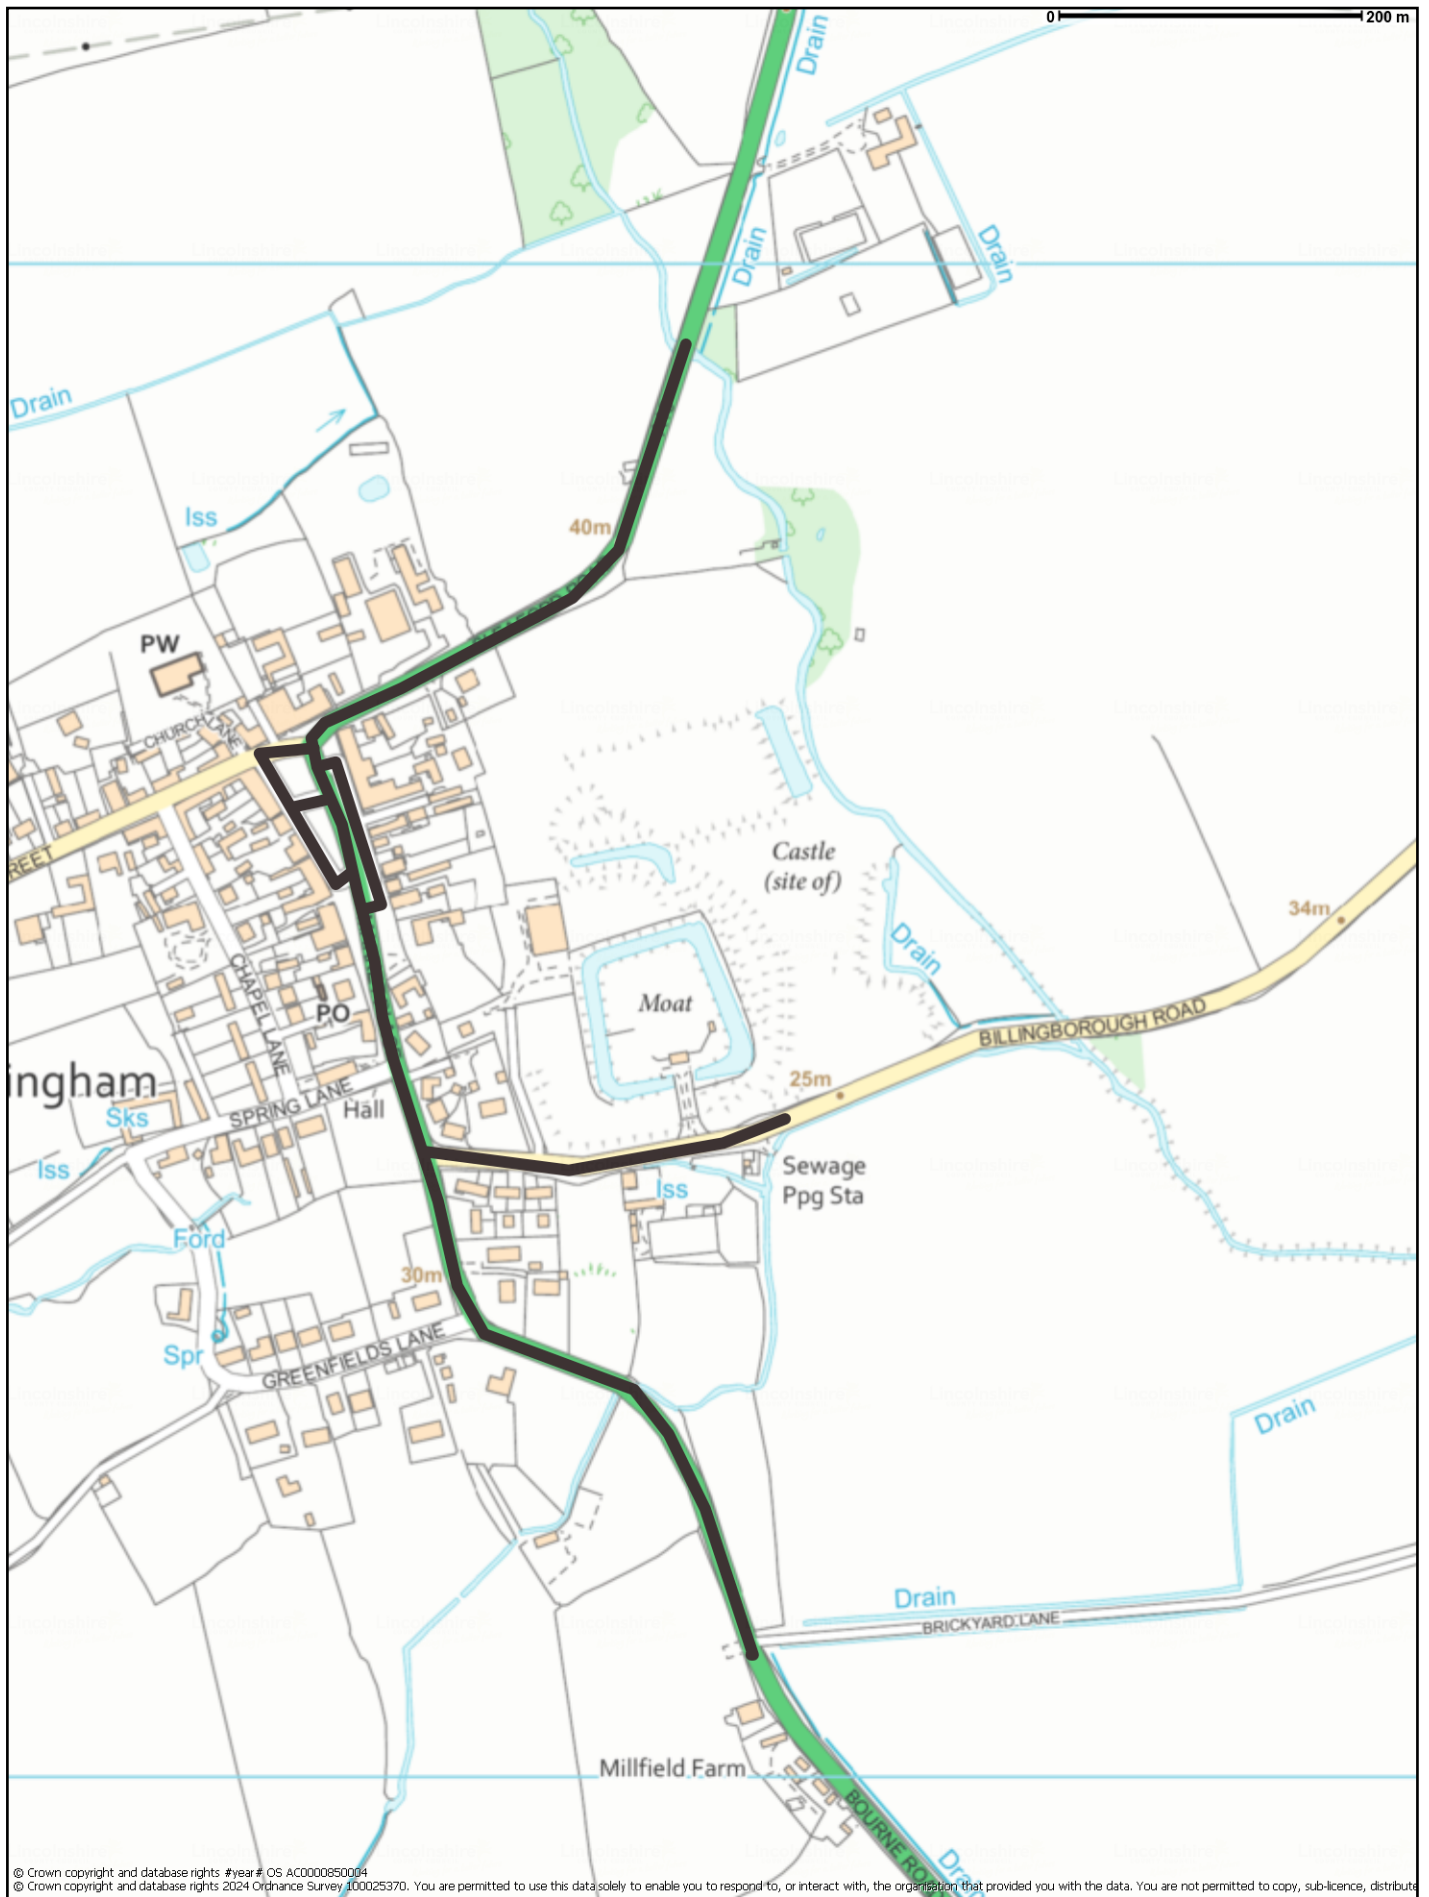 0 200 m
Drain
Drain
Drain
Drain
Iss
40m
PW
CHURCH LANE
REET
Castle
(site of)
34m
Drain
CHAPEL LANE
Moat
PO
BILLINGBOROUGH ROAD
25m
ingham
Sks
SPRING LANE
Hall
Iss
Sewage
Ppg Sta
Iss
Ford
30m
Spr
GREENFIELDS LANE
Drain
Drain
BRICKYARD LANE
Millfield Farm
BOURNE ROAD
Drain
© Crown copyright and database rights #year# OS AC0000850004
© Crown copyright and database rights 2024 Ordnance Survey 100025370. You are permitted to use this data solely to enable you to respond to, or interact with, the organisation that provided you with the data. You are not permitted to copy, sub-licence, distribute